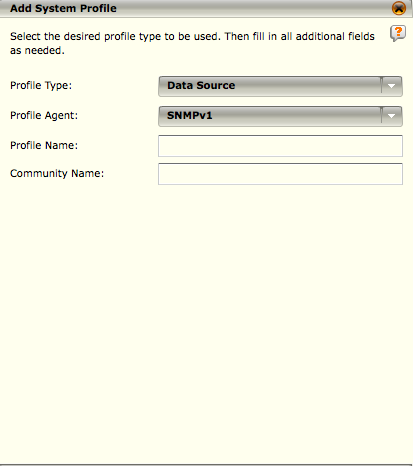 Add System Profile
Select the desired profile type to be used. Then fill in all additional fields
as needed.
?
Profile Type:
Data Source
Profile Agent:
SNMPv1
Profile Name:
Community Name: